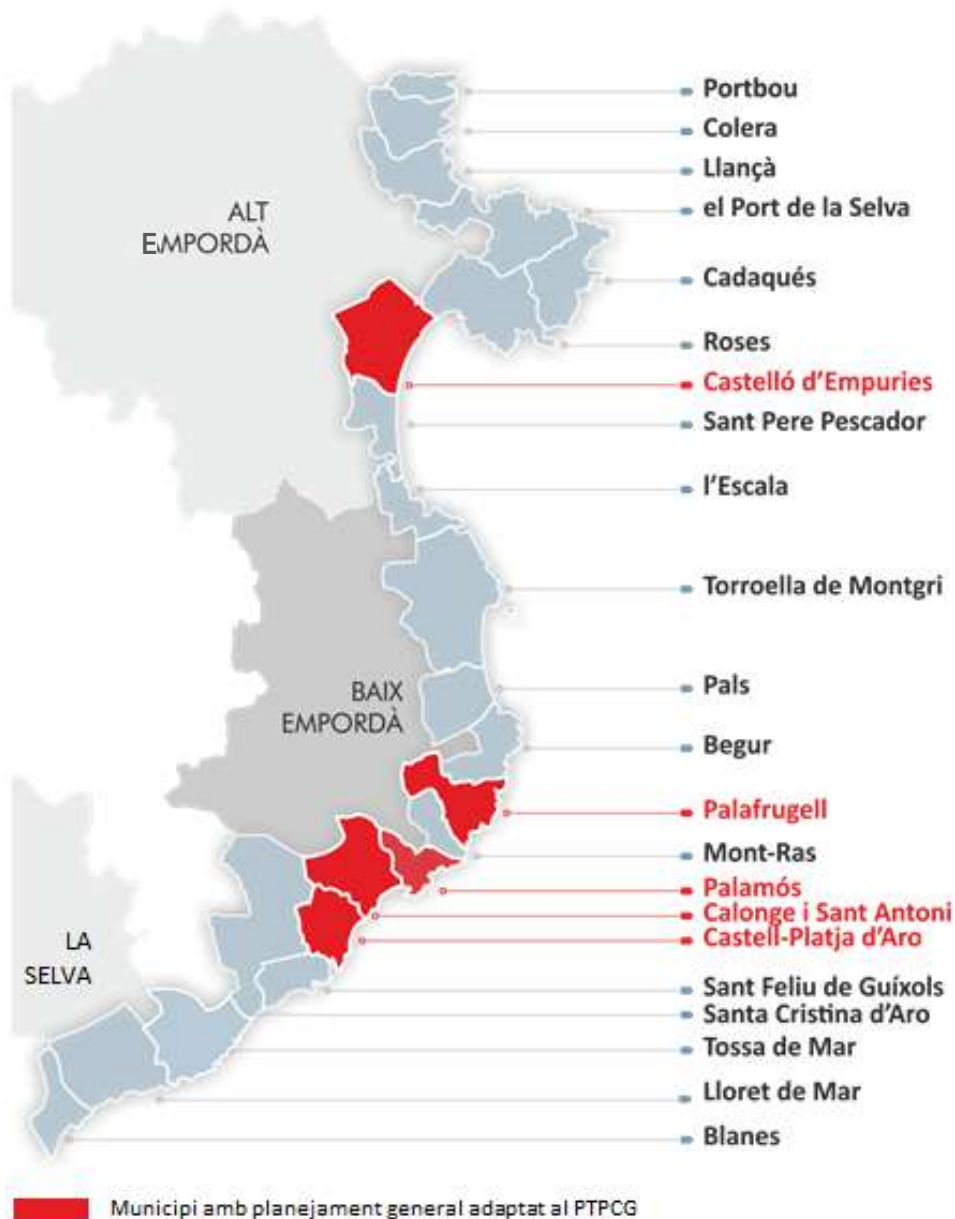 Portbou
Colera
Llançà
el Port de la Selva
ALT
EMPORDÀ
Cadaqués
Roses
Castelló d'Empuries
Sant Pere Pescador
l'Escala
Torroella de Montgri
BAIX
EMPORDÀ
Pals
Begur
Palafrugell
Mont-Ras
Palamós
Calonge i Sant Antoni
Castell-Platja d'Aro
LA
SELVA
Sant Feliu de Guíxols
Santa Cristina d'Aro
Tossa de Mar
Lloret de Mar
Blanes
Municipi amb planejament general adaptat al PTPCG